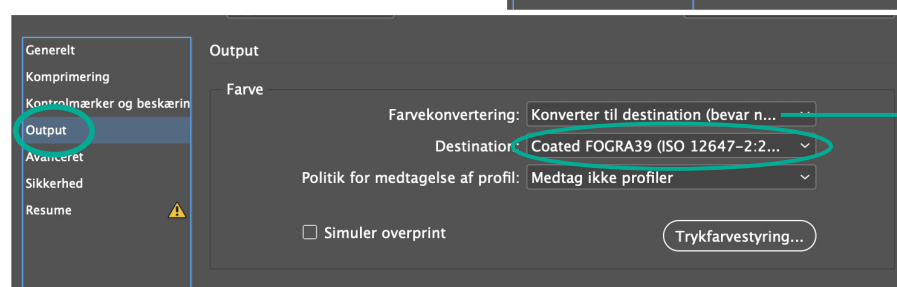 Generelt
Output
Komprimering
Farve
Kontrolmærker og beskærin
Farvekonvertering: Konverter til destination (bevar n...
Output
Destination: Coated FOGRA39 (ISO 12647-2:2...
Avanceret
Politik for medtagelse af profil: Medtag ikke profiler
Sikkerhed
Resume
Simuler overprint
Trykfarvestyring...